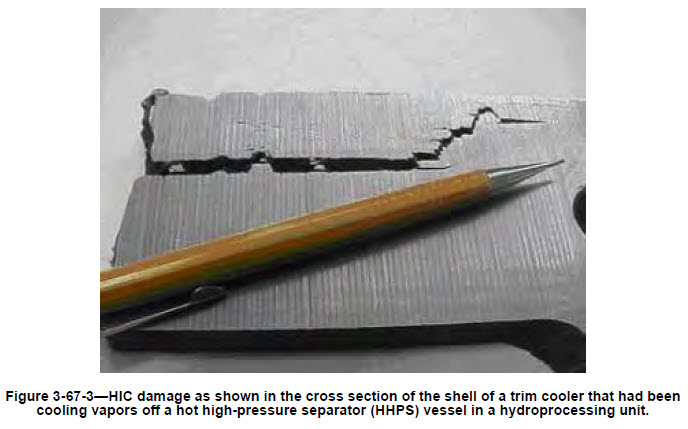 Figure 3-67-3—HIC damage as shown in the cross section of the shell of a trim cooler that had been
cooling vapors off a hot high-pressure separator (HHPS) vessel in a hydroprocessing unit.